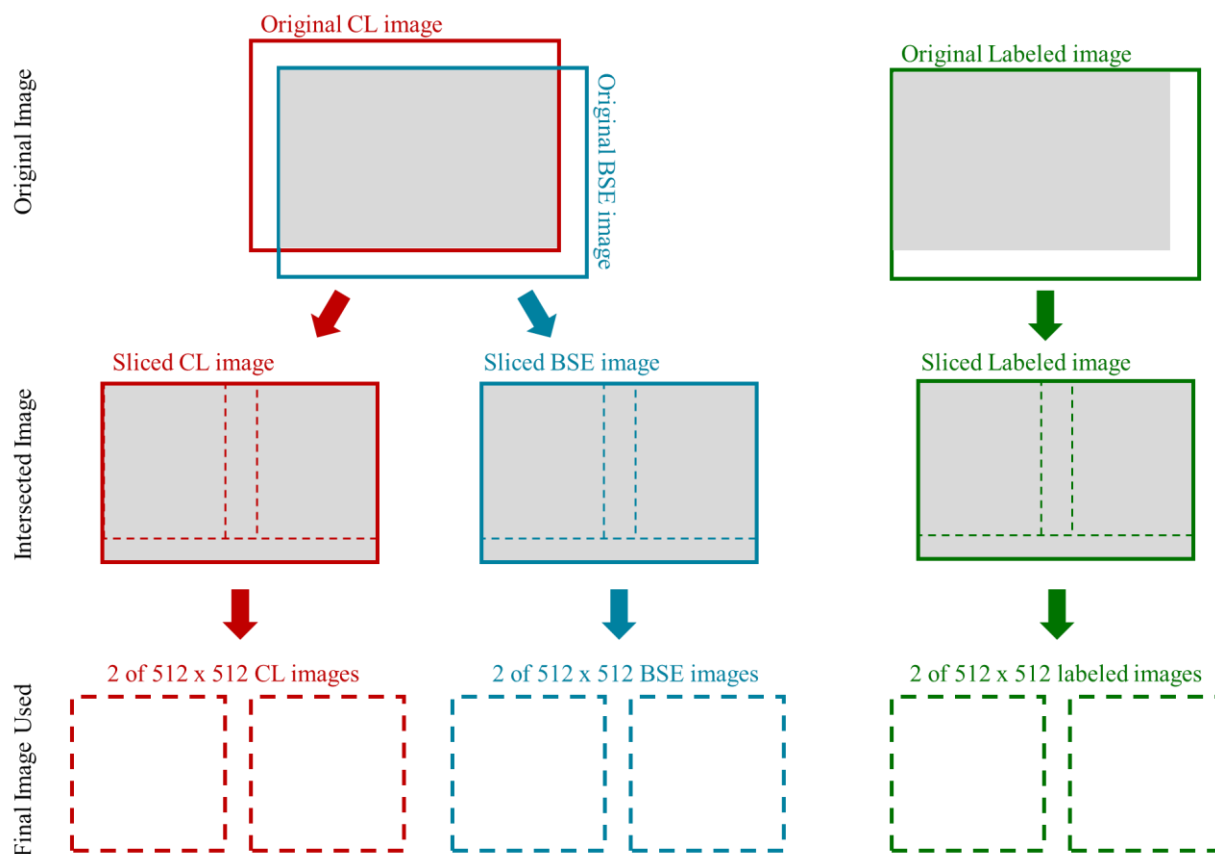 Original CL image
Original Labeled image
Original BSE image
Original Image
Sliced CL image
Sliced BSE image
Sliced Labeled image
Intersected Image
2 of 512 x 512 CL images
2 of 512 x 512 BSE images
2 of 512 x 512 labeled images
Final Image Used